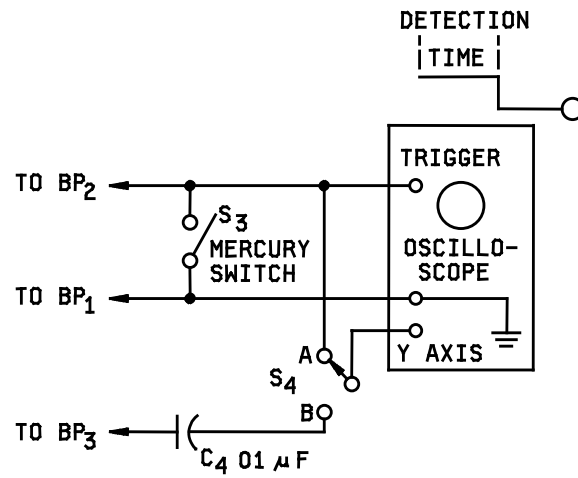 DETECTION
TIME
TO BP2
TRIGGER
S3
MERCURY
SWITCH
OSCILLO-
SCOPE
TO BP1
A
Y AXIS
S4
B
TO BP3
C4 01 µF